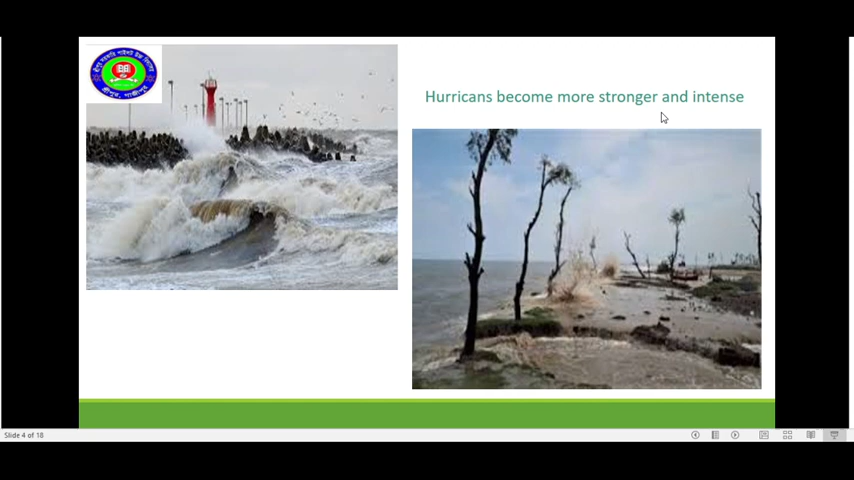 শ্রীপুর, গাজীপুর
Hurricans become more stronger and intense
Slide 4 of 18